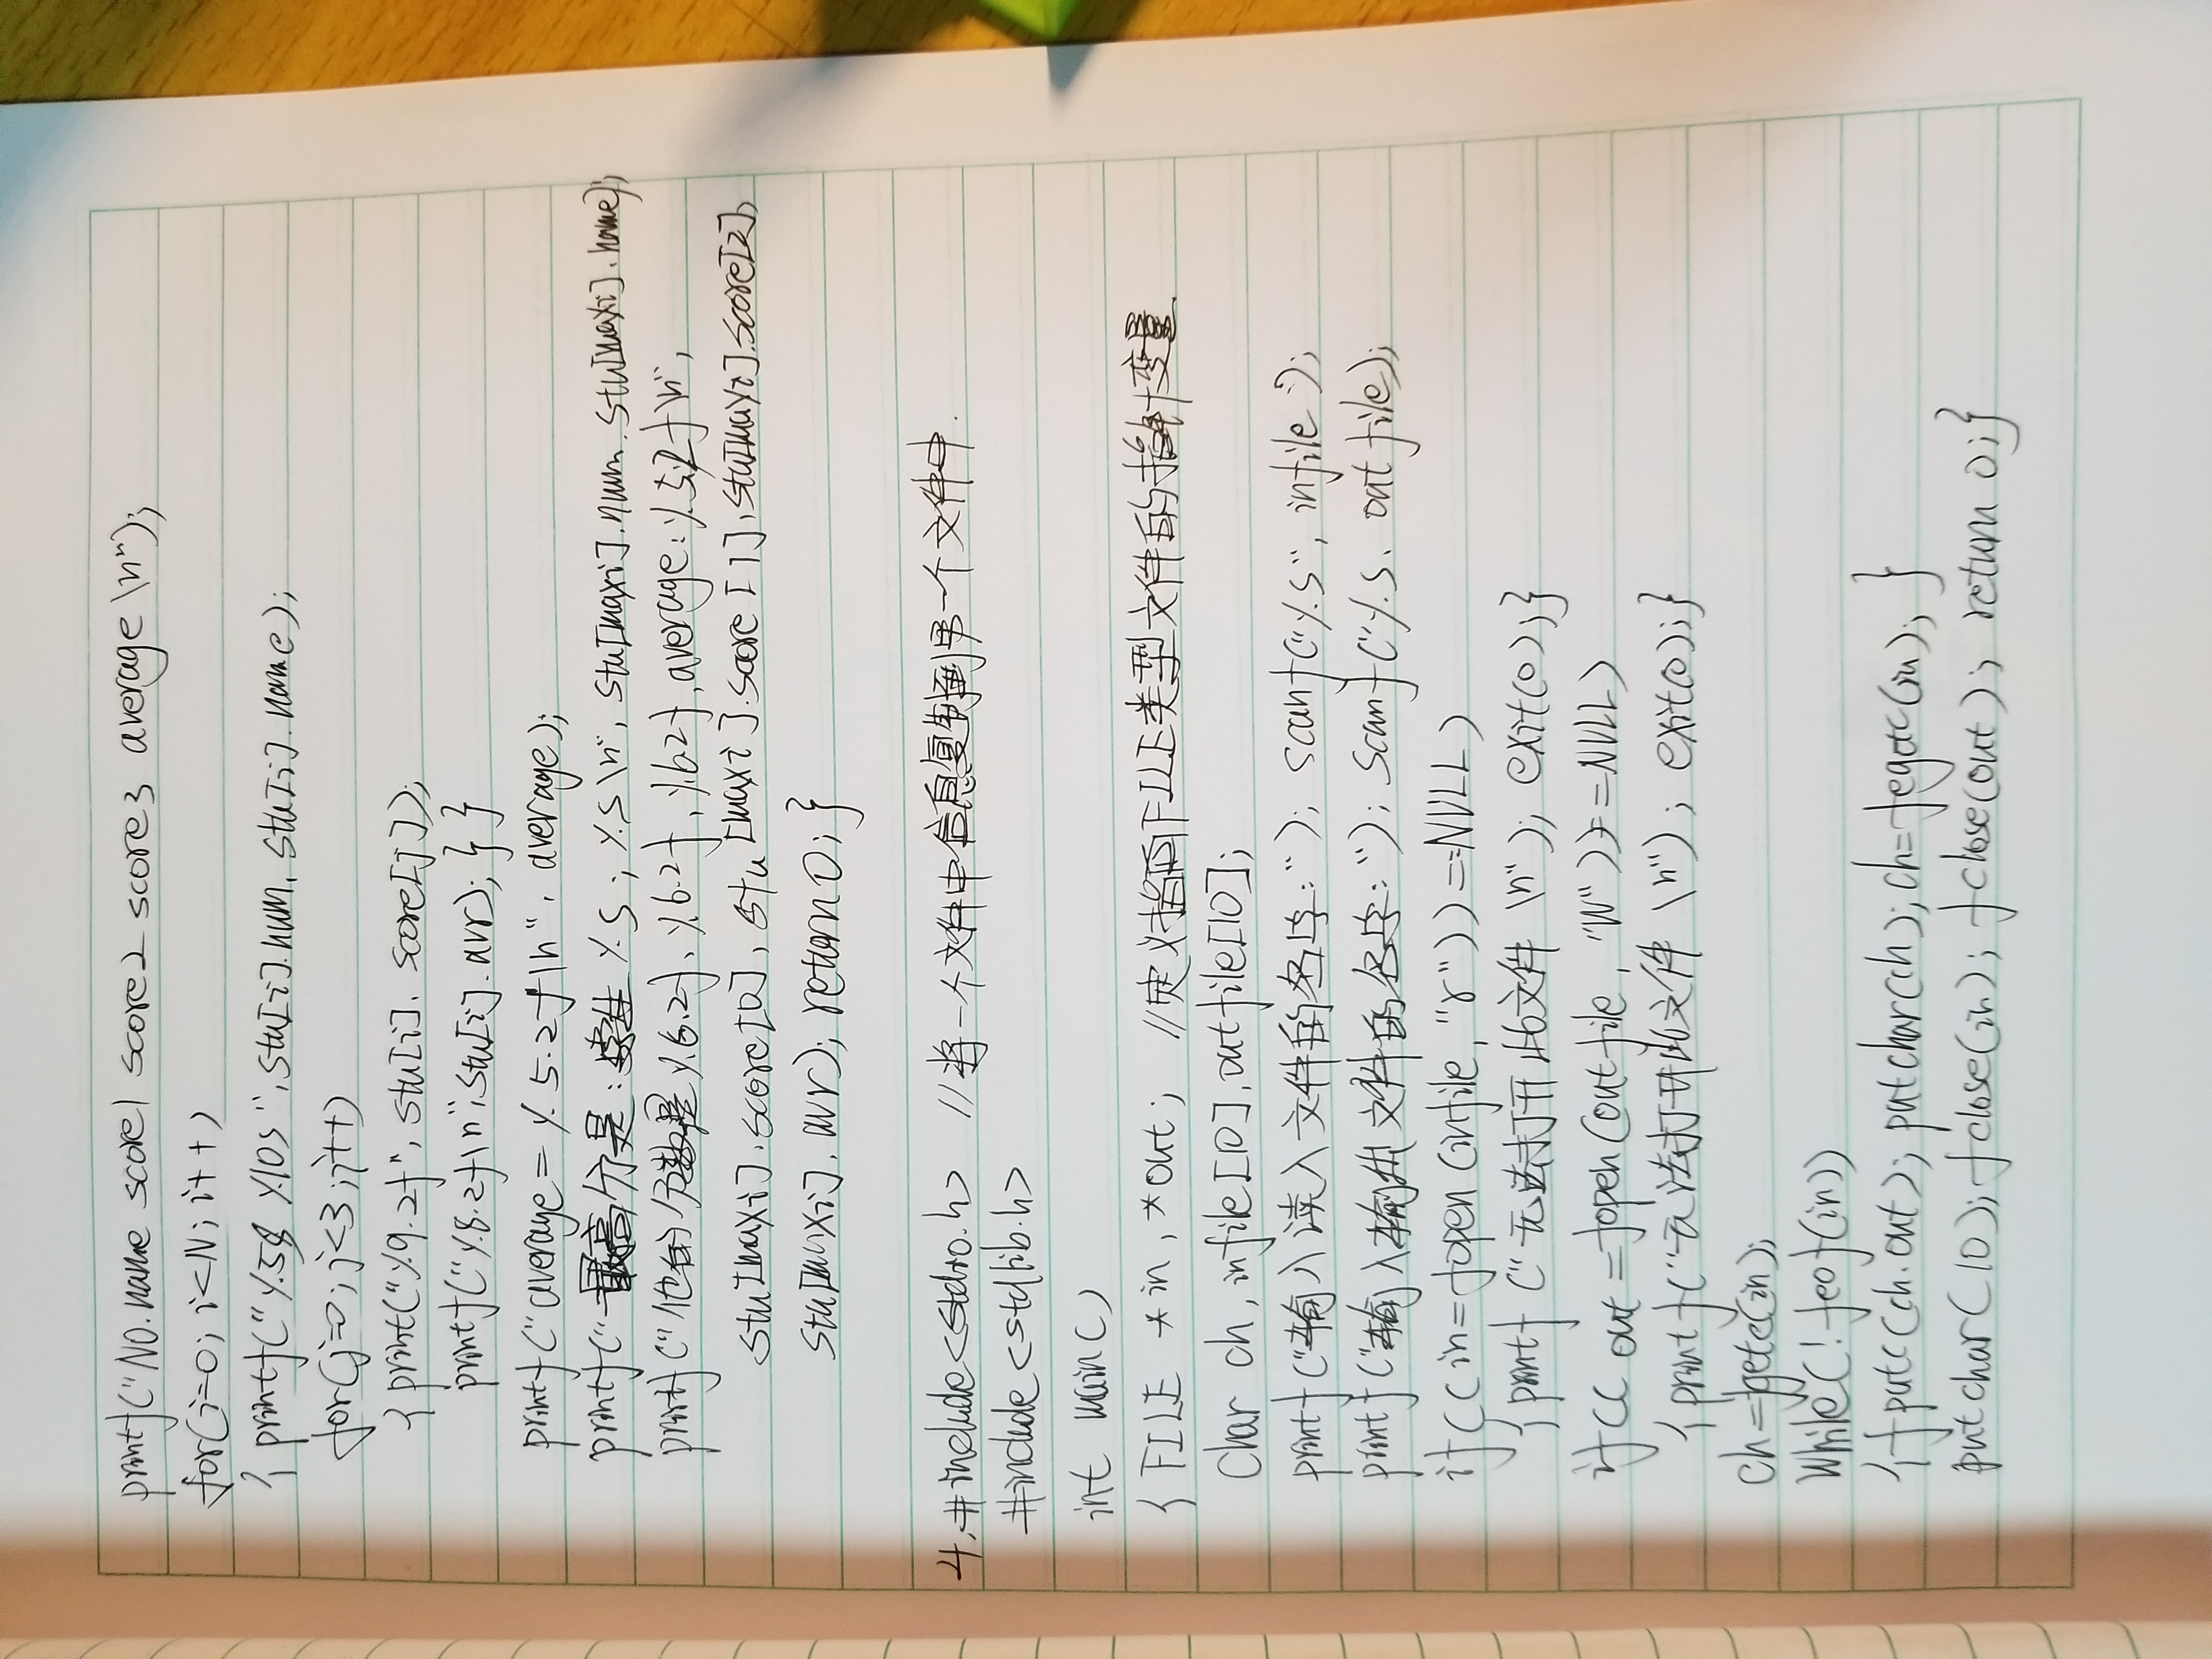 printf("NO.name score1 score2 score3 average \n");
for(i=0; i<N; i++)
{ printf("%5s %10s", stu[i].num, stu[i].name);
for(j=0; j<3; j++)
{ print("%9.2f", stu[i].score[j]);
printf("%8.2f\n", stu[i].avr); } }
printf("average = %5.2f\n", average);
printf("最高分是：学生 %s ; %s\n", stu[maxi].num. stu[maxi].name);
printf("他的分数是 %6.2f、%6.2f, %6.2f, average: %5.2f\n",
stu[maxi].score[0], stu[maxi].score[1], stu[maxi].score[2],
stu[maxi].avr); return 0; }
4. #include<stdio.h> //将一个文件中信息复制到另一个文件中.
#include<stdlib.h>
int main()
{ FILE *in, *out; //定义指向FILE类型文件的指针变量
char ch, infile[10], outfile[10];
printf("输入读入文件的名字："); scanf("%s", infile);
printf("输入输出文件的名字："); scanf("%s、outfile);
if((in=fopen(infile, "r"))==NULL)
{ printf("无法打开此文件 \n"); exit(0); }
if((out=fopen(outfile, "w"))==NULL)
{ printf("无法打开此文件 \n"); exit(0); }
ch=fgetc(in);
while(!feof(in))
{ fputc(ch.out); putchar(ch); ch=fegetc(in); }
putchar(10); fclose(in); fclose(out); return 0; }